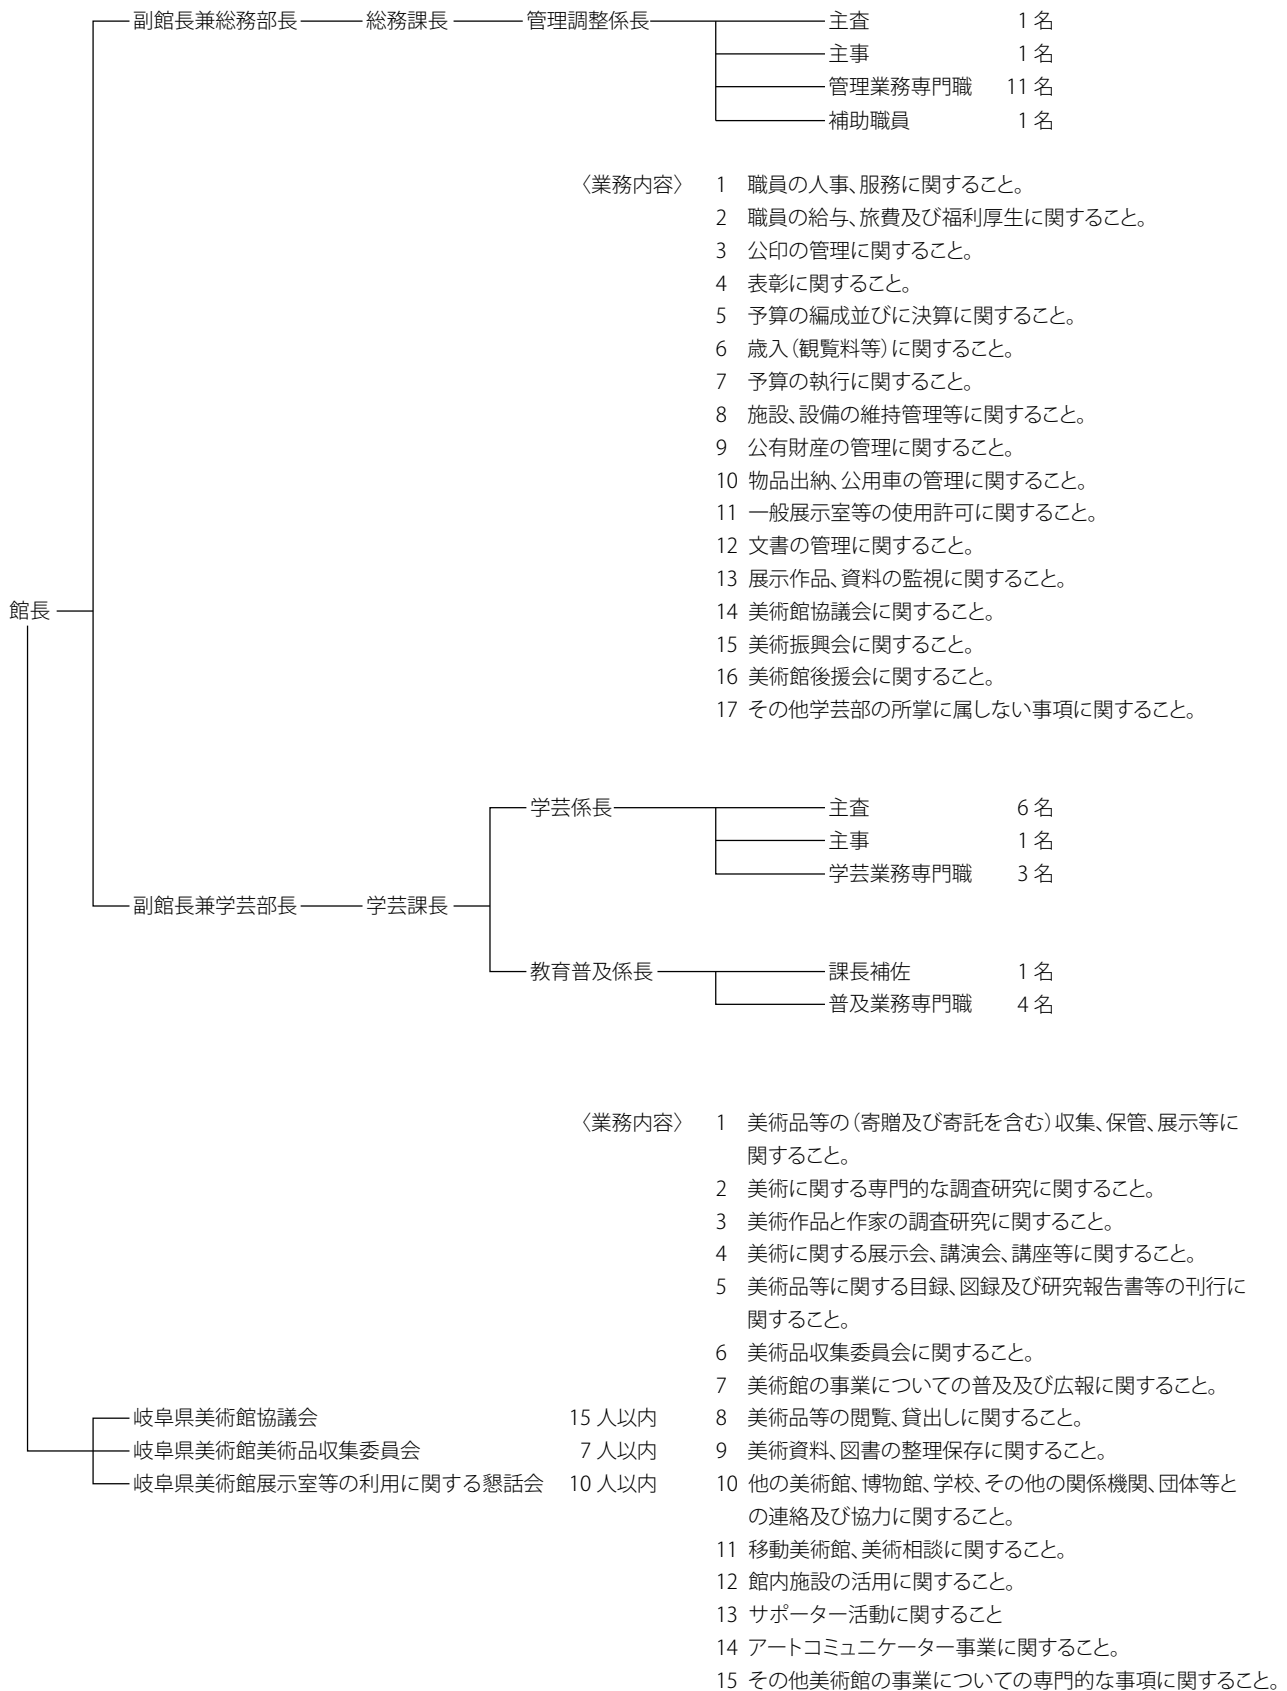 副館長兼総務部長 総務課長 管理調整係長 主査 1名
主事 1名
管理業務専門職 11名
補助職員 1名
〈業務内容〉 1 職員の人事、服務に関すること。
2 職員の給与、旅費及び福利厚生に関すること。
3 公印の管理に関すること。
4 表彰に関すること。
5 予算の編成並びに決算に関すること。
6 歳入(観覧料等)に関すること。
7 予算の執行に関すること。
8 施設、設備の維持管理等に関すること。
9 公有財産の管理に関すること。
10 物品出納、公用車の管理に関すること。
11 一般展示室等の使用許可に関すること。
12 文書の管理に関すること。
13 展示作品、資料の監視に関すること。
館長
14 美術館協議会に関すること。
15 美術振興会に関すること。
16 美術館後援会に関すること。
17 その他学芸部の所掌に属しない事項に関すること。
学芸係長 主査 6名
主事 1名
学芸業務専門職 3名
副館長兼学芸部長 学芸課長
教育普及係長 課長補佐 1名
普及業務専門職 4名
〈業務内容〉 1 美術品等の(寄贈及び寄託を含む)収集、保管、展示等に
関すること。
2 美術に関する専門的な調査研究に関すること。
3 美術作品と作家の調査研究に関すること。
4 美術に関する展示会、講演会、講座等に関すること。
5 美術品等に関する目録、図録及び研究報告書等の刊行に
関すること。
6 美術品収集委員会に関すること。
7 美術館の事業についての普及及び広報に関すること。
岐阜県美術館協議会 15人以内
8 美術品等の閲覧、貸出しに関すること。
岐阜県美術館美術品収集委員会 7人以内
9 美術資料、図書の整理保存に関すること。
岐阜県美術館展示室等の利用に関する懇話会 10人以内
10 他の美術館、博物館、学校、その他の関係機関、団体等と
の連絡及び協力に関すること。
11 移動美術館、美術相談に関すること。
12 館内施設の活用に関すること。
13 サポーター活動に関すること
14 アートコミュニケーター事業に関すること。
15 その他美術館の事業についての専門的な事項に関すること。